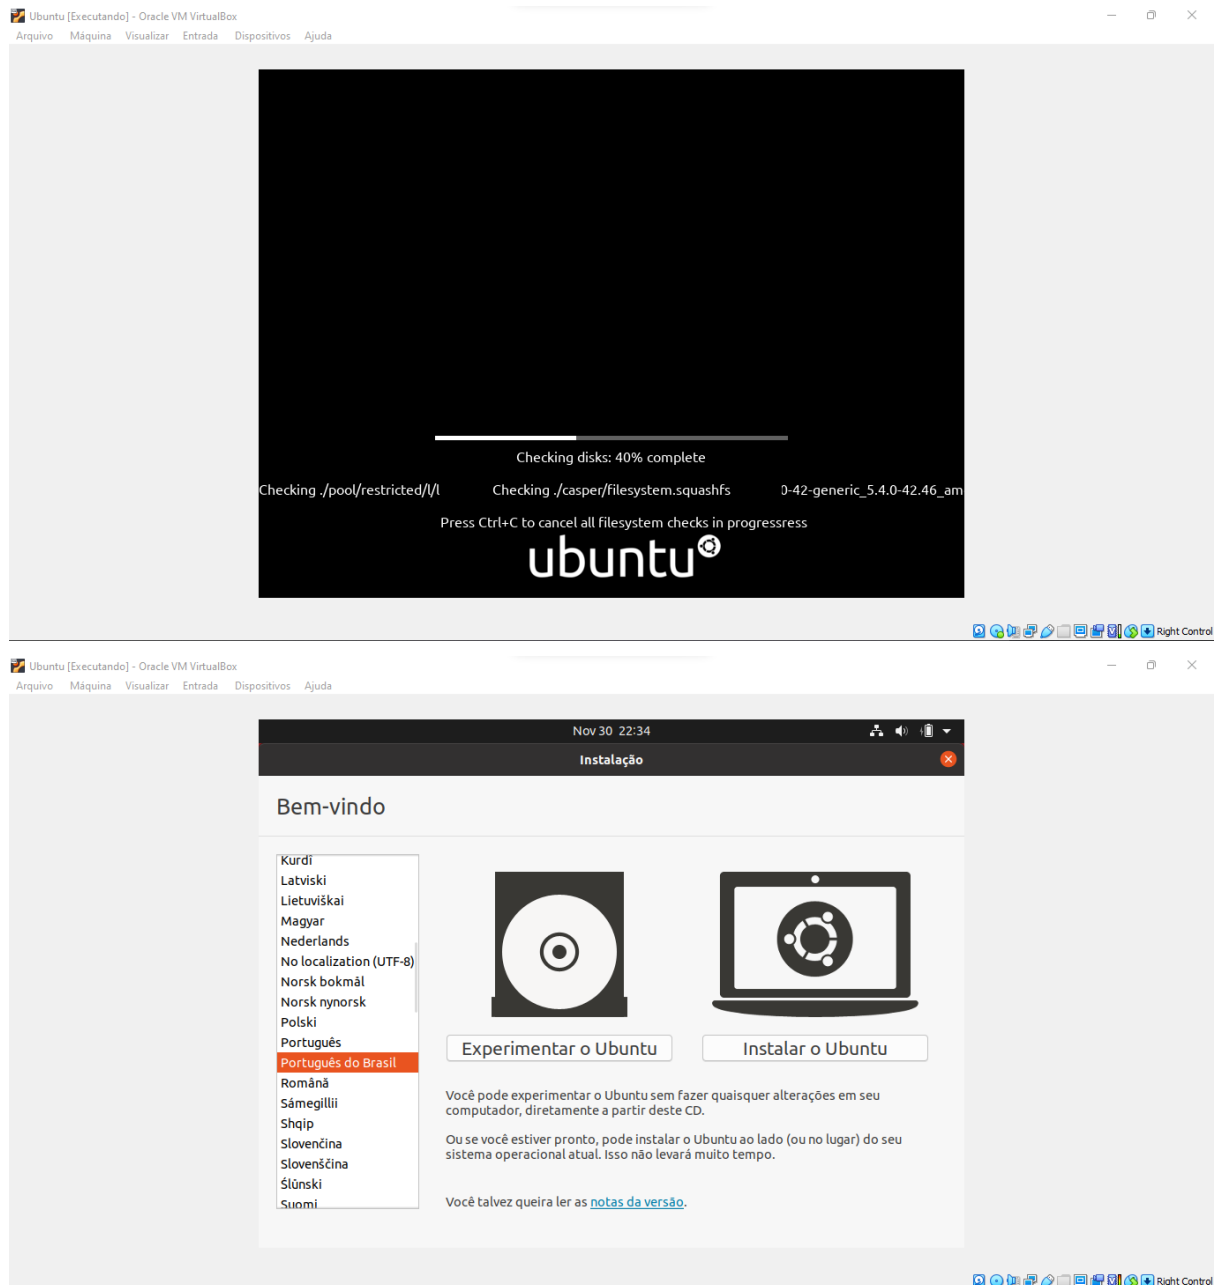 Ubuntu [Executando] - Oracle VM VirtualBox
Arquivo Máquina Visualizar Entrada Dispositivos Ajuda
Checking disks: 40% complete
Checking ./pool/restricted/l/l Checking ./casper/filesystem.squashfs 0-42-generic_5.4.0-42.46_am
Press Ctrl+C to cancel all filesystem checks in progressress
ubuntu
Right Control
Ubuntu [Executando] - Oracle VM VirtualBox
Arquivo Máquina Visualizar Entrada Dispositivos Ajuda
Nov 30 22:34
Instalação
Bem-vindo
Kurdî
Latviski
Lietuviškai
Magyar
Nederlands
No localization (UTF-8)
Norsk bokmål
Norsk nynorsk
Polski
Português
Português do Brasil
Română
Sámegillii
Shqip
Slovenčina
Slovenščina
Ślůnski
Suomi
Experimentar o Ubuntu
Instalar o Ubuntu
Você pode experimentar o Ubuntu sem fazer quaisquer alterações em seu
computador, diretamente a partir deste CD.
Ou se você estiver pronto, pode instalar o Ubuntu ao lado (ou no lugar) do seu
sistema operacional atual. Isso não levará muito tempo.
Você talvez queira ler as notas da versão.
Right Control